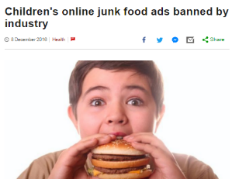 Children's online junk food ads banned by
industry
8 December 2016 | Health
Share